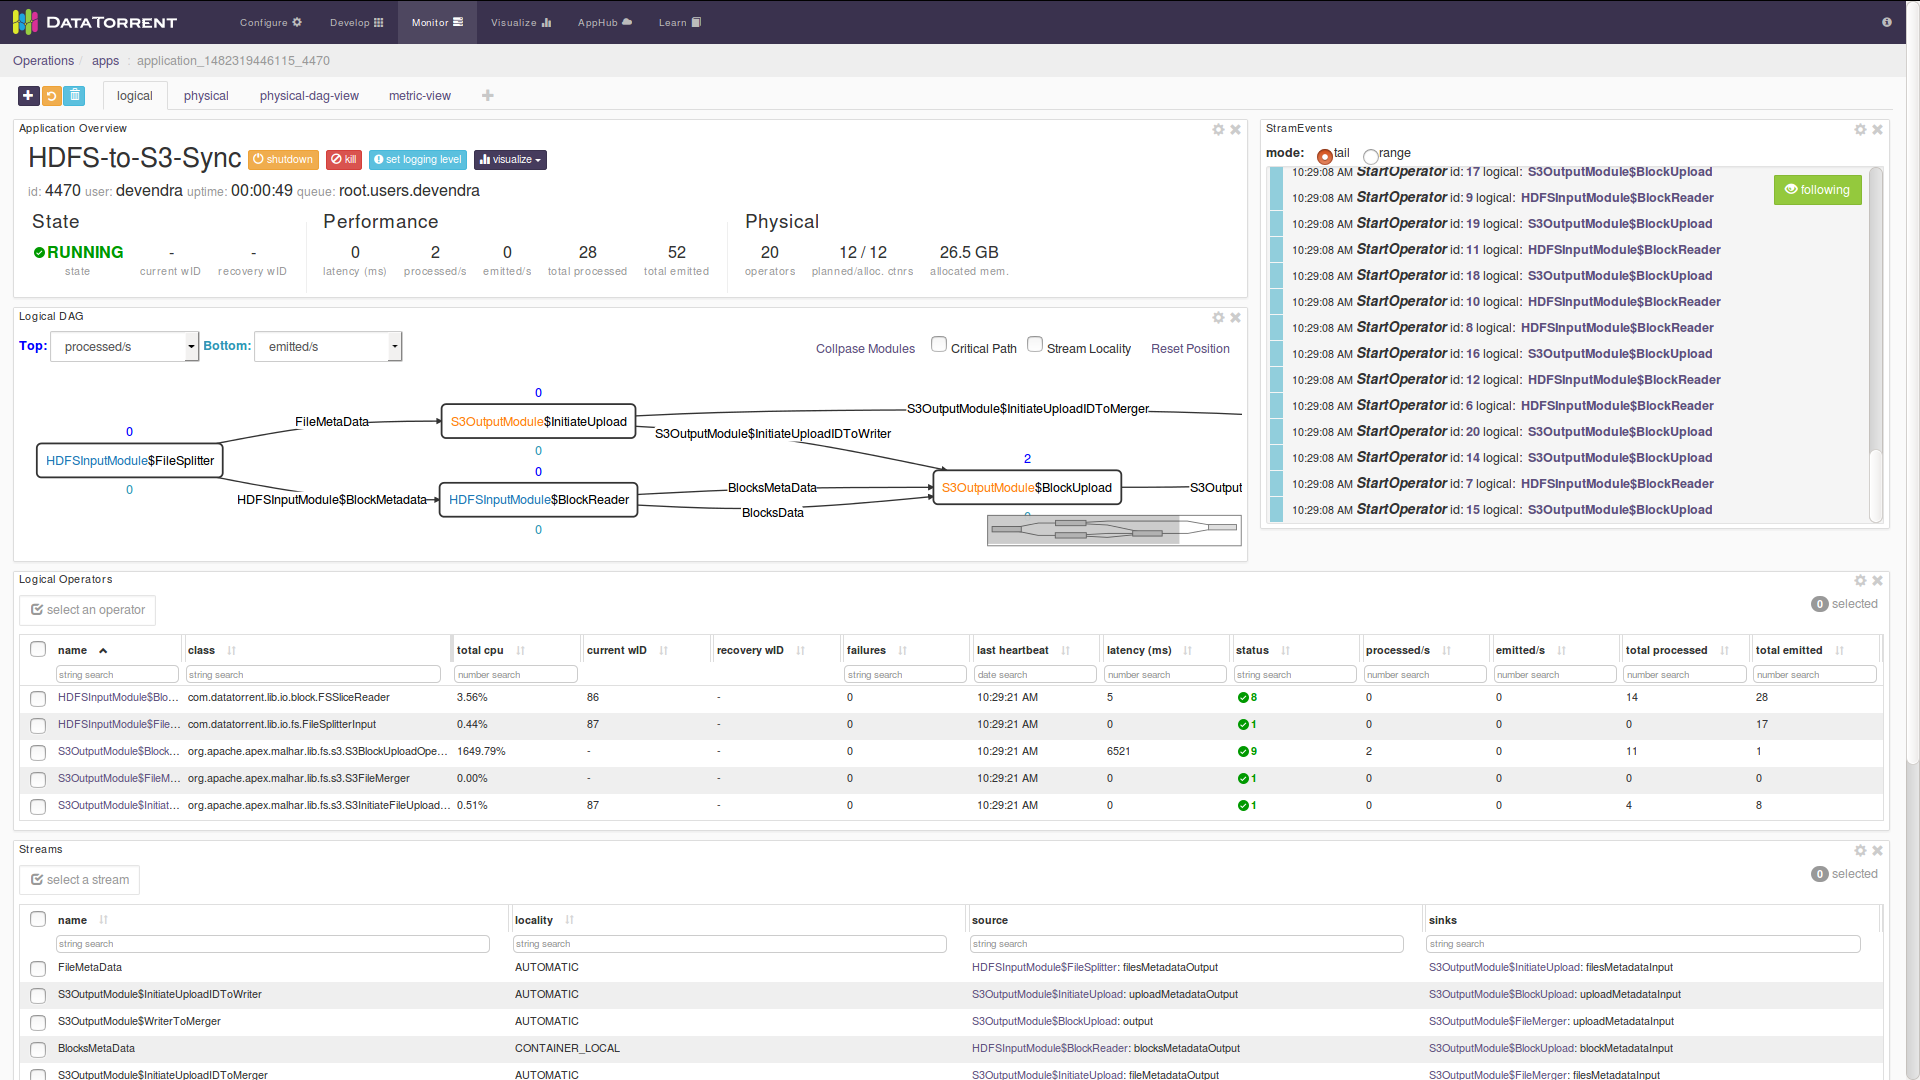 DATATORRENT
Configure Develop Monitor Visualize AppHub Learn
Operations / apps : application_1482319446115_4470
logical physical physical-dag-view metric-view
Application Overview
HDFS-to-S3-Sync shutdown kill set logging level visualize
id: 4470 user: devendra uptime: 00:00:49 queue: root.users.devendra
State Performance Physical
RUNNING - - 0 2 0 28 52 20 12 / 12 26.5 GB
state current wID recovery wID latency (ms) processed/s emitted/s total processed total emitted operators planned/alloc. ctnrs allocated mem.
StramEvents
mode: tail range
following
10:29:08 AM StartOperator id: 17 logical: S3OutputModule$BlockUpload
10:29:08 AM StartOperator id: 9 logical: HDFSInputModule$BlockReader
10:29:08 AM StartOperator id: 19 logical: S3OutputModule$BlockUpload
10:29:08 AM StartOperator id: 11 logical: HDFSInputModule$BlockReader
10:29:08 AM StartOperator id: 18 logical: S3OutputModule$BlockUpload
10:29:08 AM StartOperator id: 10 logical: HDFSInputModule$BlockReader
10:29:08 AM StartOperator id: 8 logical: HDFSInputModule$BlockReader
10:29:08 AM StartOperator id: 16 logical: S3OutputModule$BlockUpload
10:29:08 AM StartOperator id: 12 logical: HDFSInputModule$BlockReader
10:29:08 AM StartOperator id: 6 logical: HDFSInputModule$BlockReader
10:29:08 AM StartOperator id: 20 logical: S3OutputModule$BlockUpload
10:29:08 AM StartOperator id: 14 logical: S3OutputModule$BlockUpload
10:29:08 AM StartOperator id: 7 logical: HDFSInputModule$BlockReader
10:29:08 AM StartOperator id: 15 logical: S3OutputModule$BlockUpload
Logical DAG
Top: processed/s Bottom: emitted/s Collpase Modules Critical Path Stream Locality Reset Position
0
HDFSInputModule$FileSplitter
0
FileMetaData
HDFSInputModule$BlockMetadata
0
S3OutputModule$InitiateUpload
0
0
HDFSInputModule$BlockReader
0
S3OutputModule$InitiateUploadIDToMerger
S3OutputModule$InitiateUploadIDToWriter
BlocksMetaData
BlocksData
2
S3OutputModule$BlockUpload
S3Output
Logical Operators
select an operator 0 selected
name class total cpu current wID recovery wID failures last heartbeat latency (ms) status processed/s emitted/s total processed total emitted
string search string search number search string search date search number search string search number search number search number search number search
HDFSInputModule$Blo... com.datatorrent.lib.io.block.FSSliceReader 3.56% 86 - 0 10:29:21 AM 5 8 0 0 14 28
HDFSInputModule$File... com.datatorrent.lib.io.fs.FileSplitterInput 0.44% 87 - 0 10:29:21 AM 0 1 0 0 0 17
S3OutputModule$Block... org.apache.apex.malhar.lib.fs.s3.S3BlockUploadOpe... 1649.79% - - 0 10:29:21 AM 6521 9 2 0 11 1
S3OutputModule$FileM... org.apache.apex.malhar.lib.fs.s3.S3FileMerger 0.00% - - 0 10:29:21 AM 0 1 0 0 0 0
S3OutputModule$Initiat... org.apache.apex.malhar.lib.fs.s3.S3InitiateFileUpload... 0.51% 87 - 0 10:29:21 AM 0 1 0 0 4 8
Streams
select a stream 0 selected
name locality source sinks
string search string search string search string search
FileMetaData AUTOMATIC HDFSInputModule$FileSplitter: filesMetadataOutput S3OutputModule$InitiateUpload: filesMetadataInput
S3OutputModule$InitiateUploadIDToWriter AUTOMATIC S3OutputModule$InitiateUpload: uploadMetadataOutput S3OutputModule$BlockUpload: uploadMetadataInput
S3OutputModule$WriterToMerger AUTOMATIC S3OutputModule$BlockUpload: output S3OutputModule$FileMerger: uploadMetadataInput
BlocksMetaData CONTAINER_LOCAL HDFSInputModule$BlockReader: blocksMetadataOutput S3OutputModule$BlockUpload: blockMetadataInput
S3OutputModule$InitiateUploadIDToMerger AUTOMATIC S3OutputModule$InitiateUpload: fileMetadataOutput S3OutputModule$FileMerger: filesMetadataInput